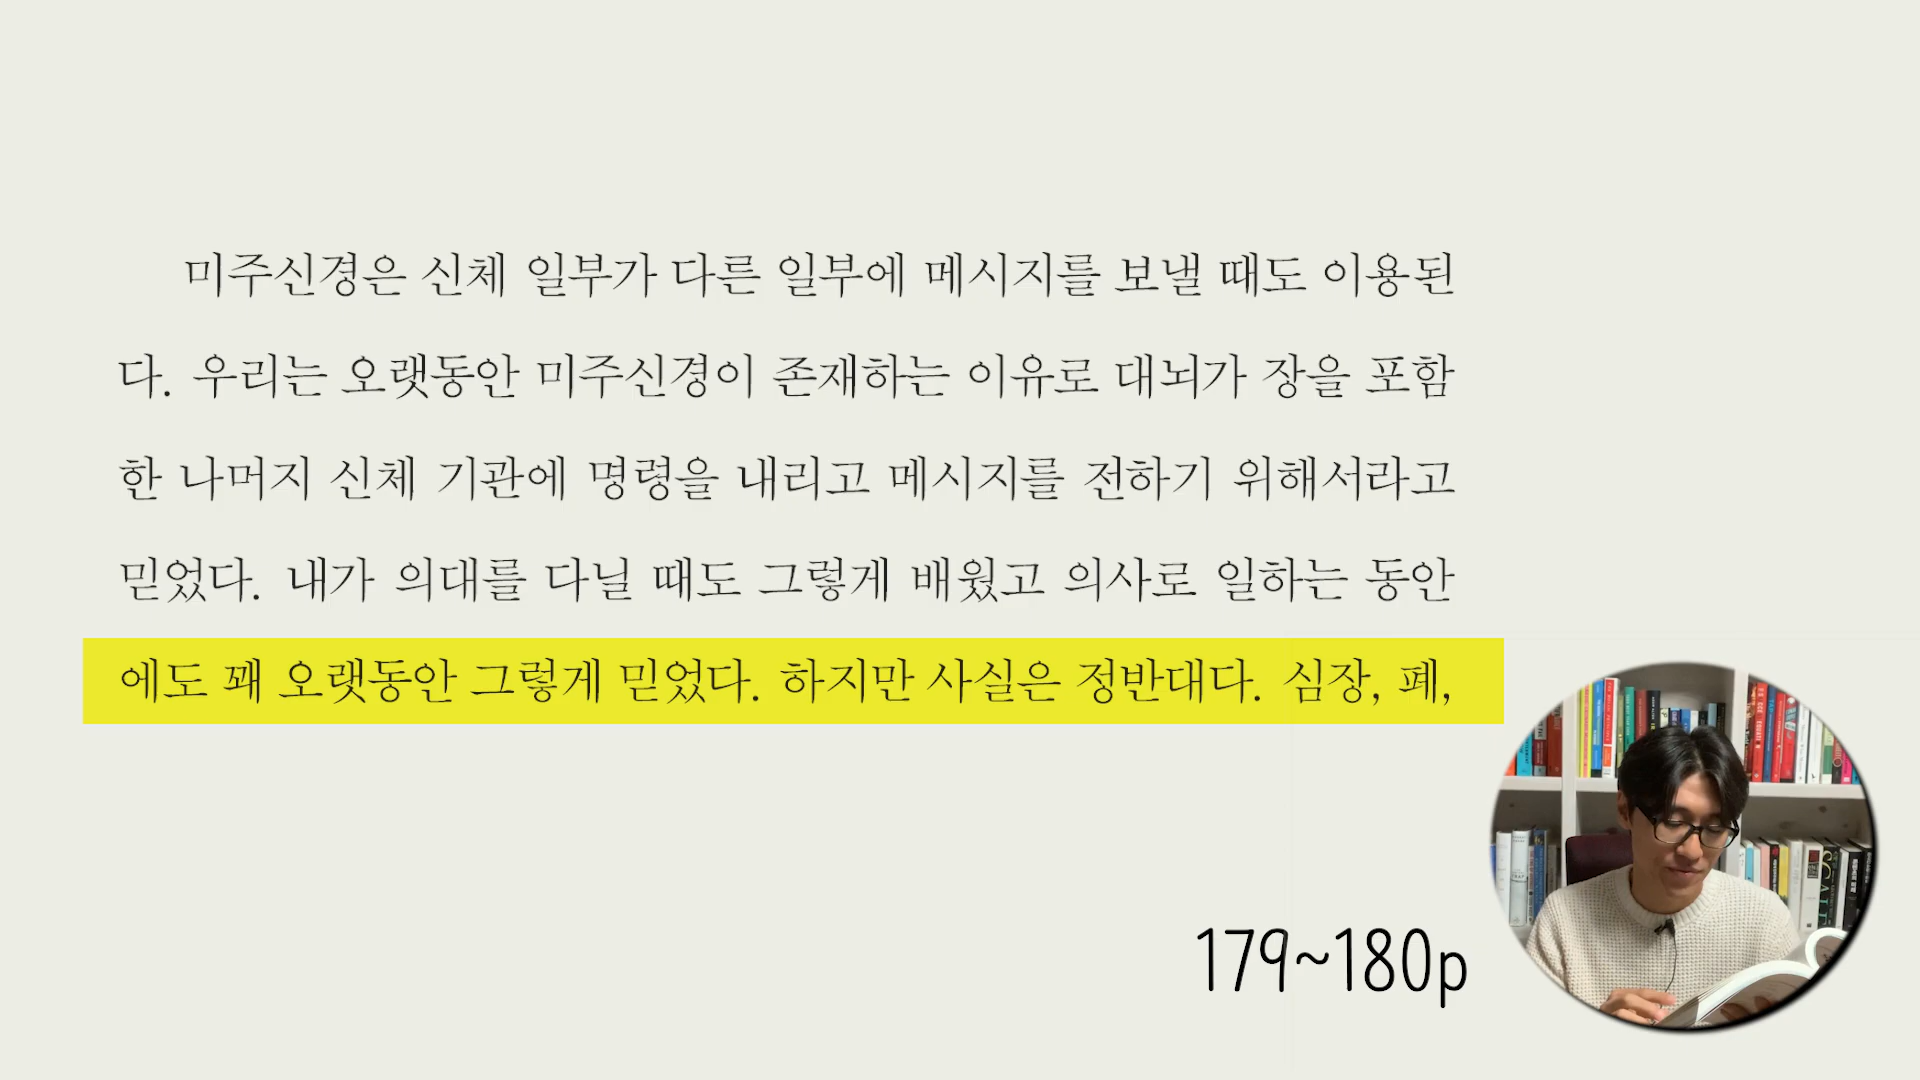 미주신경은 신체 일부가 다른 일부에 메시지를 보낼 때도 이용된
다. 우리는 오랫동안 미주신경이 존재하는 이유로 대뇌가 장을 포함
한 나머지 신체 기관에 명령을 내리고 메시지를 전하기 위해서라고
믿었다. 내가 의대를 다닐 때도 그렇게 배웠고 의사로 일하는 동안
에도 꽤 오랫동안 그렇게 믿었다. 하지만 사실은 정반대다. 심장, 폐,
179~180p